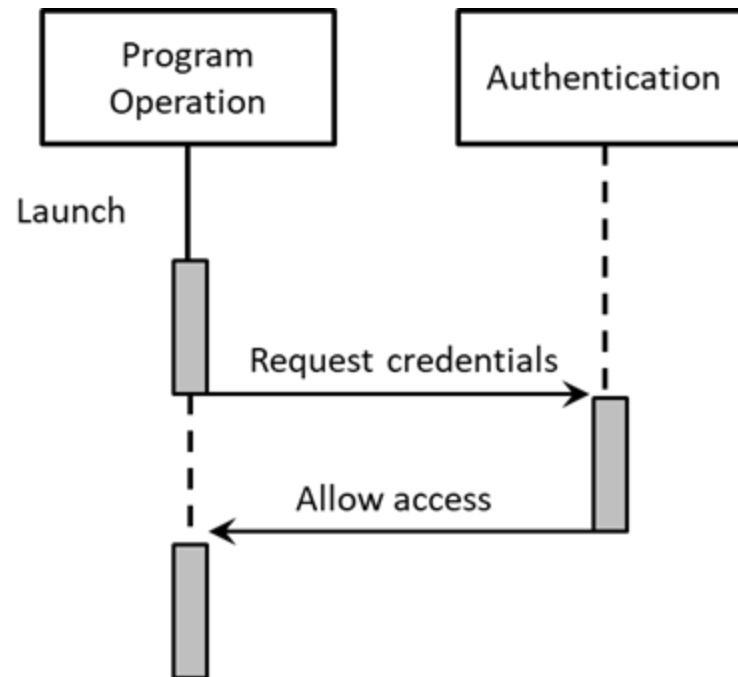 Program
Operation
Authentication
Launch
Request credentials
Allow access